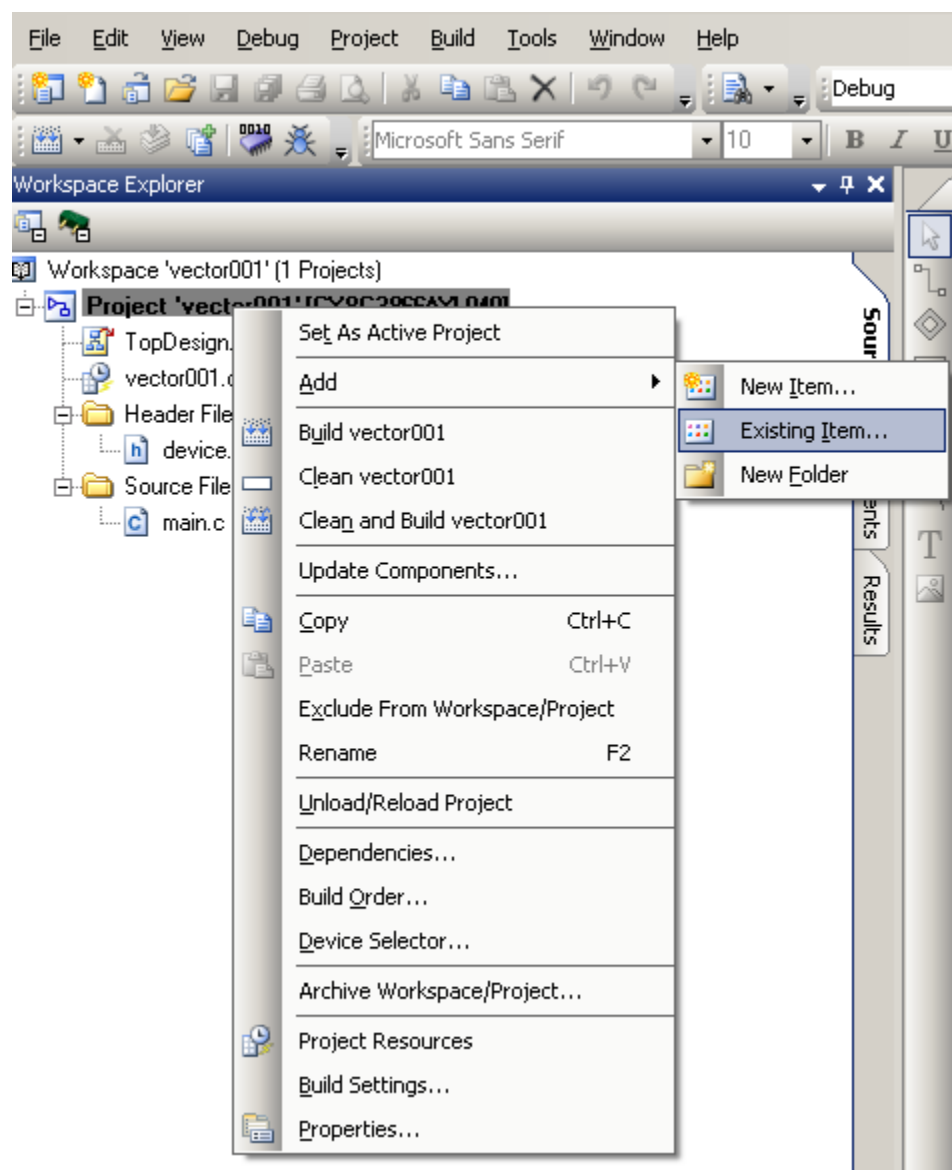 File Edit View Debug Project Build Tools Window Help
Debug
0010
Microsoft Sans Serif 10 B I U
Workspace Explorer
Workspace 'vector001' (1 Projects)
Project 'vector001'
TopDesign.
vector001.
Header File
h device.
Source File
c main.c
Set As Active Project
Add
Build vector001
Clean vector001
Clean and Build vector001
Update Components...
Copy Ctrl+C
Paste Ctrl+V
Exclude From Workspace/Project
Rename F2
Unload/Reload Project
Dependencies...
Build Order...
Device Selector...
Archive Workspace/Project...
Project Resources
Build Settings...
Properties...
New Item...
Existing Item...
New Folder
Sour
ents
Results
T